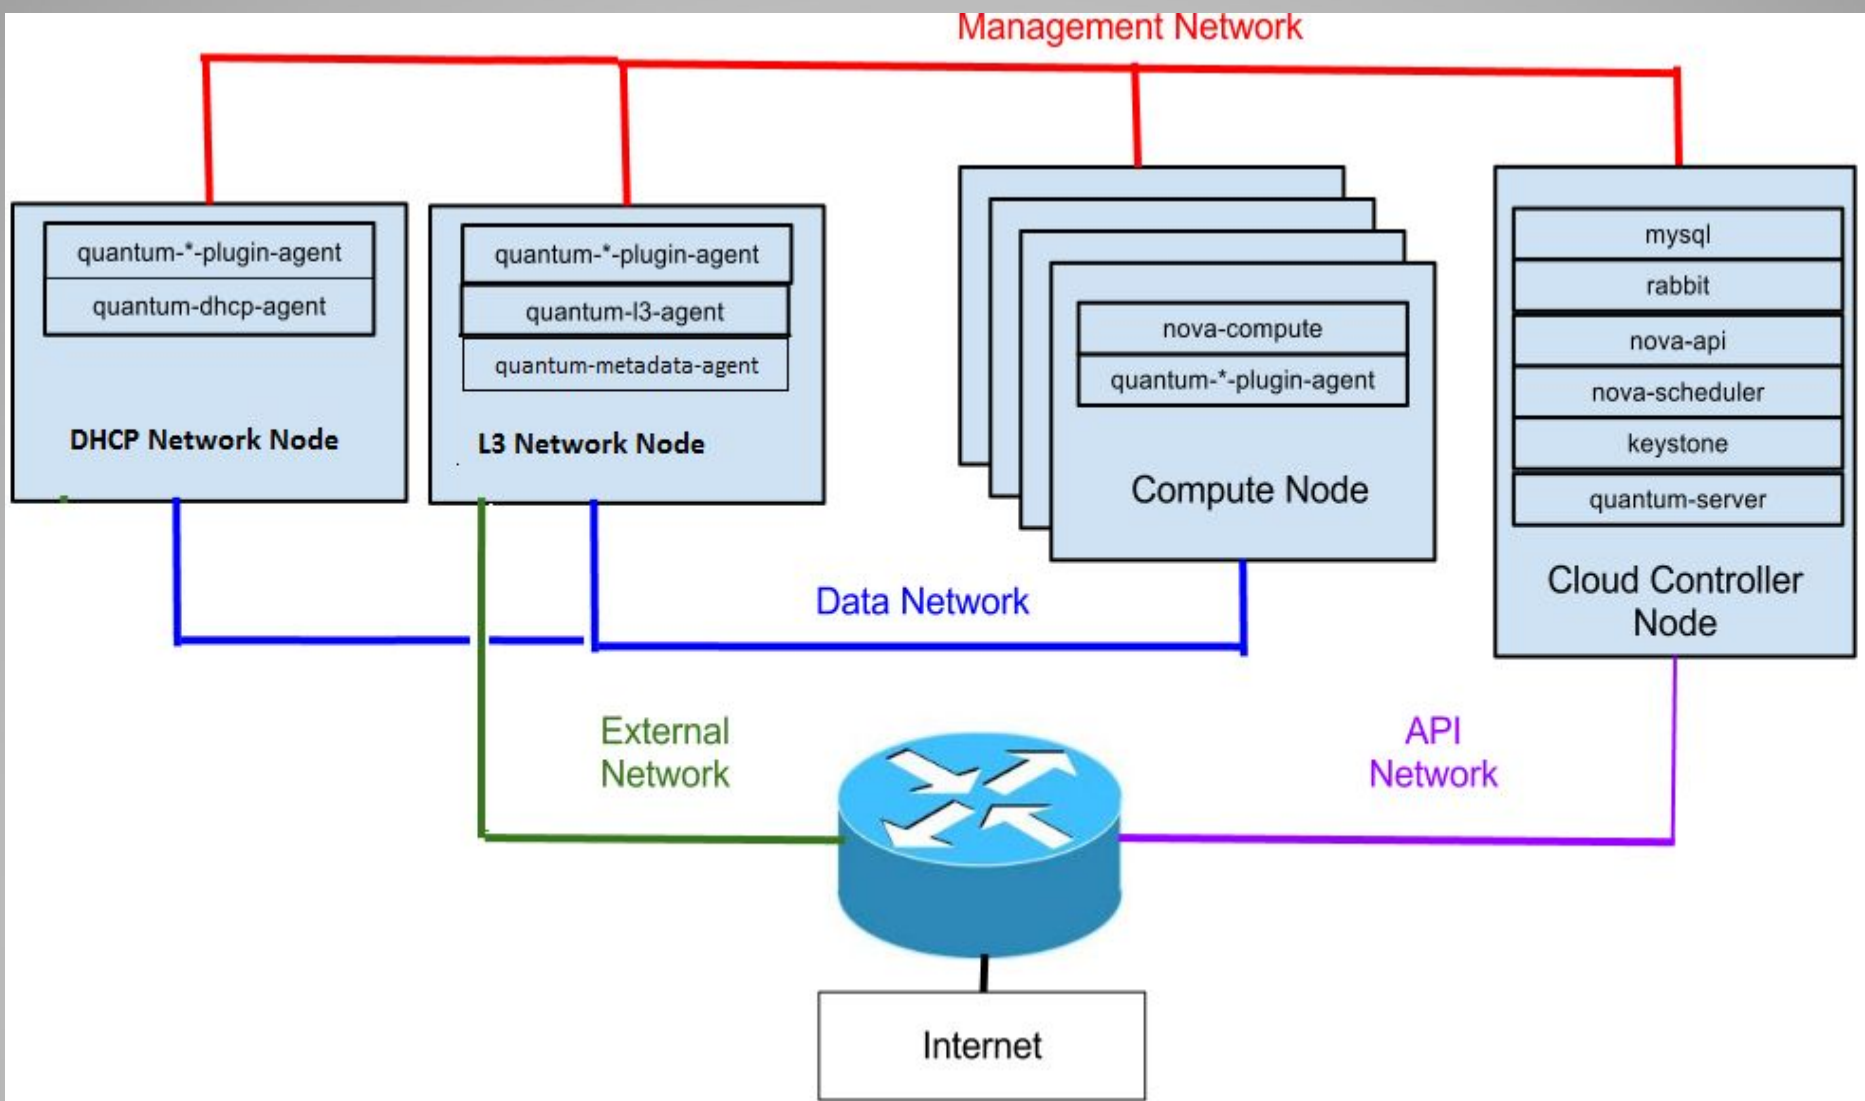 Management Network
quantum-*-plugin-agent
quantum-dhcp-agent
DHCP Network Node
quantum-*-plugin-agent
quantum-l3-agent
quantum-metadata-agent
L3 Network Node
nova-compute
quantum-*-plugin-agent
Compute Node
mysql
rabbit
nova-api
nova-scheduler
keystone
quantum-server
Cloud Controller
Node
Data Network
External
Network
API
Network
Internet